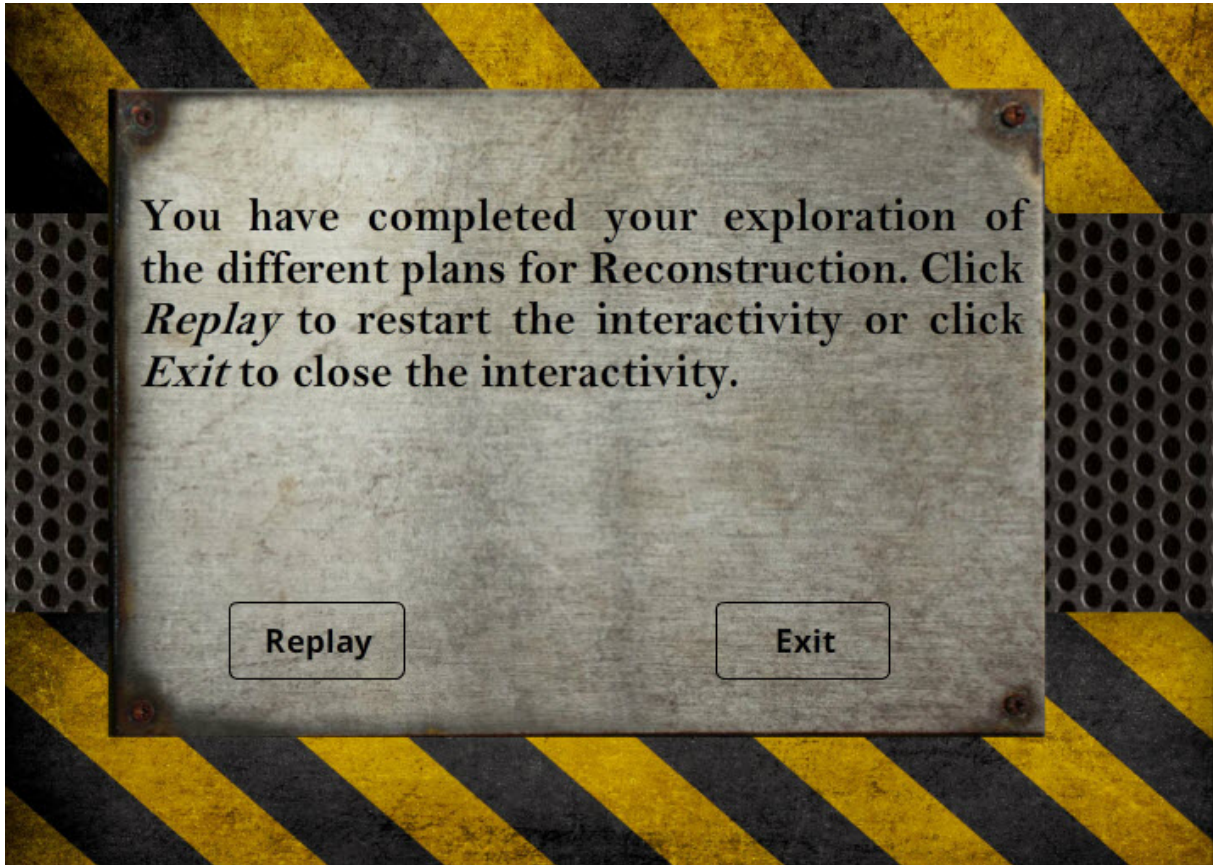 You have completed your exploration of
the different plans for Reconstruction. Click
Replay to restart the interactivity or click
Exit to close the interactivity.
Replay
Exit